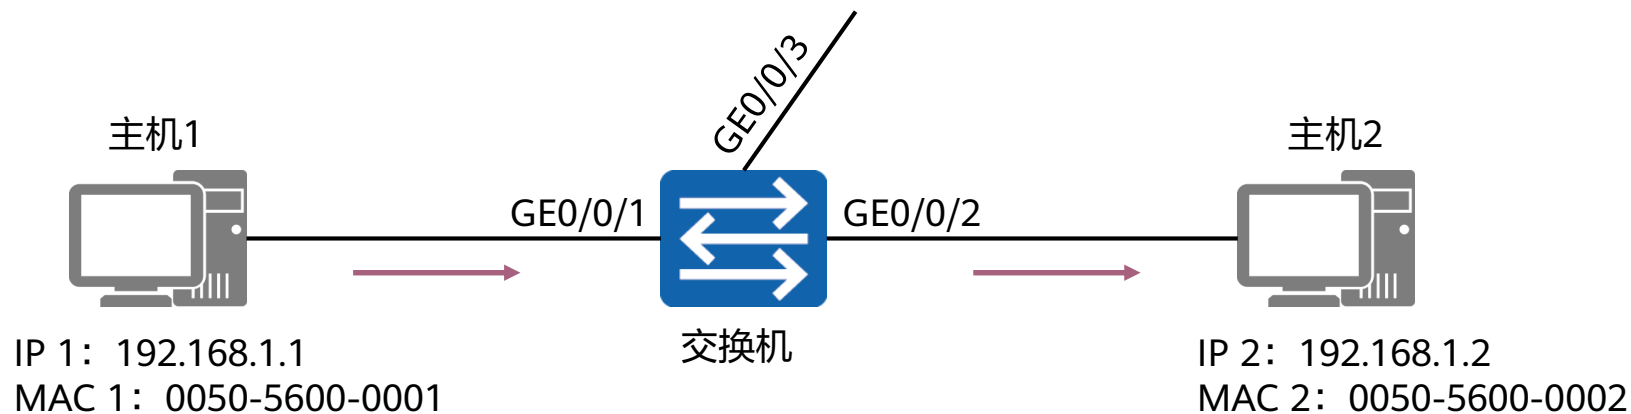 GE0/0/3
主机1
主机2
GE0/0/1
GE0/0/2
交换机
IP 1：192.168.1.1
MAC 1：0050-5600-0001
IP 2：192.168.1.2
MAC 2：0050-5600-0002